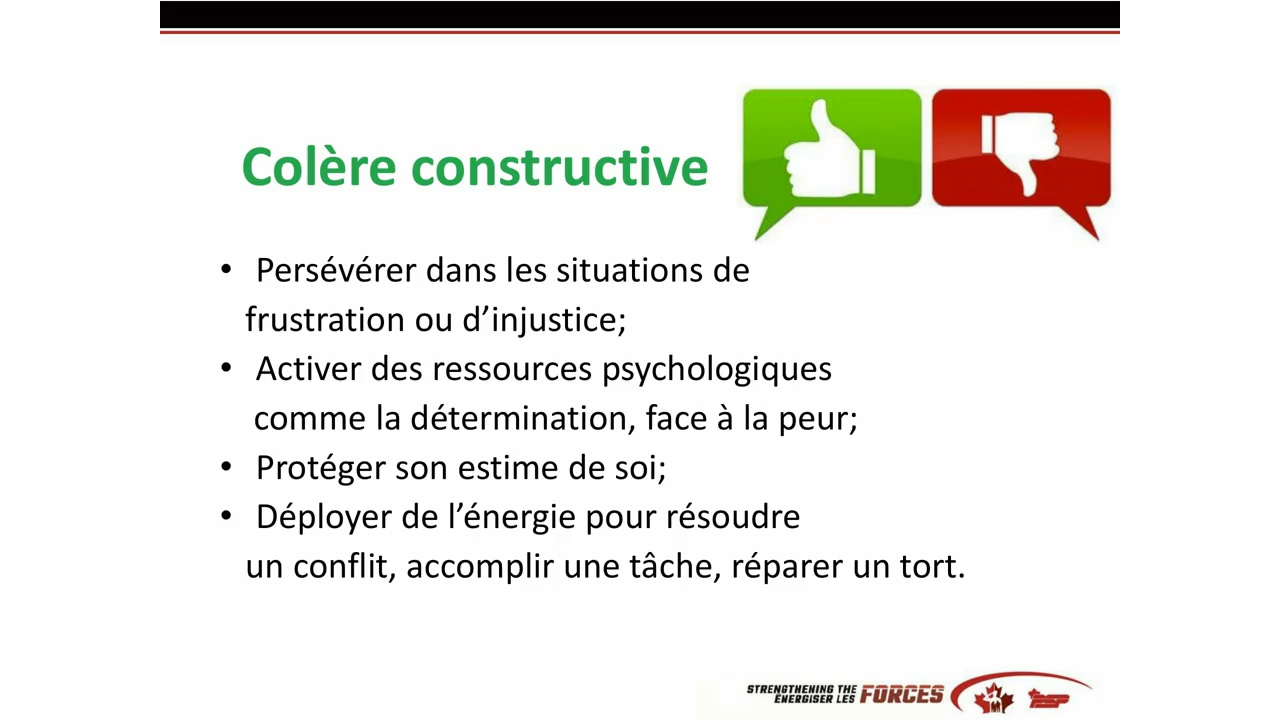 Colère constructive
• Persévérer dans les situations de
frustration ou d’injustice;
• Activer des ressources psychologiques
comme la détermination, face à la peur;
• Protéger son estime de soi;
• Déployer de l’énergie pour résoudre
un conflit, accomplir une tâche, réparer un tort.
STRENGTHENING THE
ÉNERGISER LES FORCES